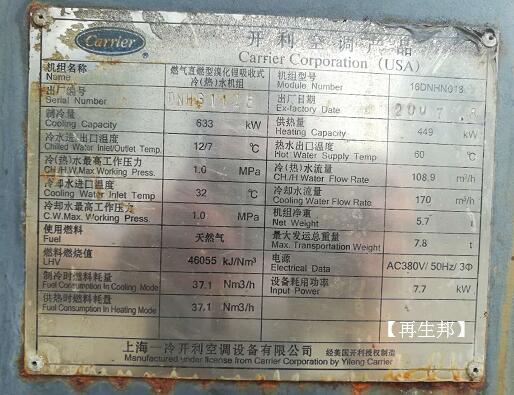 Carrier
开利空调产品
Carrier Corporation (USA)
机组名称 燃气直燃型溴化锂吸收式
Name 冷(热)水机组
机组型号
Module Number 16DNHN018
出厂编号
Serial Number
出厂日期
Ex-factory Date
制冷量
Cooling Capacity 633 kW
供热量
Heating Capacity 449 kW
冷水进出口温度
Chilled Water Inlet/Outlet Temp. 12/7 °C
热水出口温度
Hot Water Supply Temp 60 °C
冷(热)水最高工作压力
CH./H.W.Max Working Press. 1.0 MPa
冷(热)水流量
CH./H Water Flow Rate 108.9 m³/h
冷却水进口温度
Cooling Water Inlet Temp 32 °C
冷却水流量
Cooling Water Flow Rate 170 m³/h
冷却水最高工作压力
C.W.Max. Working Press. 1.0 MPa
机组净重
Net Weight 5.7 t
使用燃料
Fuel 天然气
最大发运总重量
Max. Transportation Weight 7.8 t
燃料燃烧值
LHV 46055 kJ/Nm³
电源
Electrical Data AC380V/ 50Hz/ 3Φ
制冷时燃料耗量
Fuel Consumption in Cooling Mode 37.1 Nm3/h
设备耗用功率
Input Power 7.7 kW
供热时燃料耗量
Fuel Consumption in Heating Mode 37.1 Nm3/h
【再生邦】
上海一冷开利空调设备有限公司 经美国开利授权制造
Manufactured under license from Carrier Corporation by Yileng Carrier